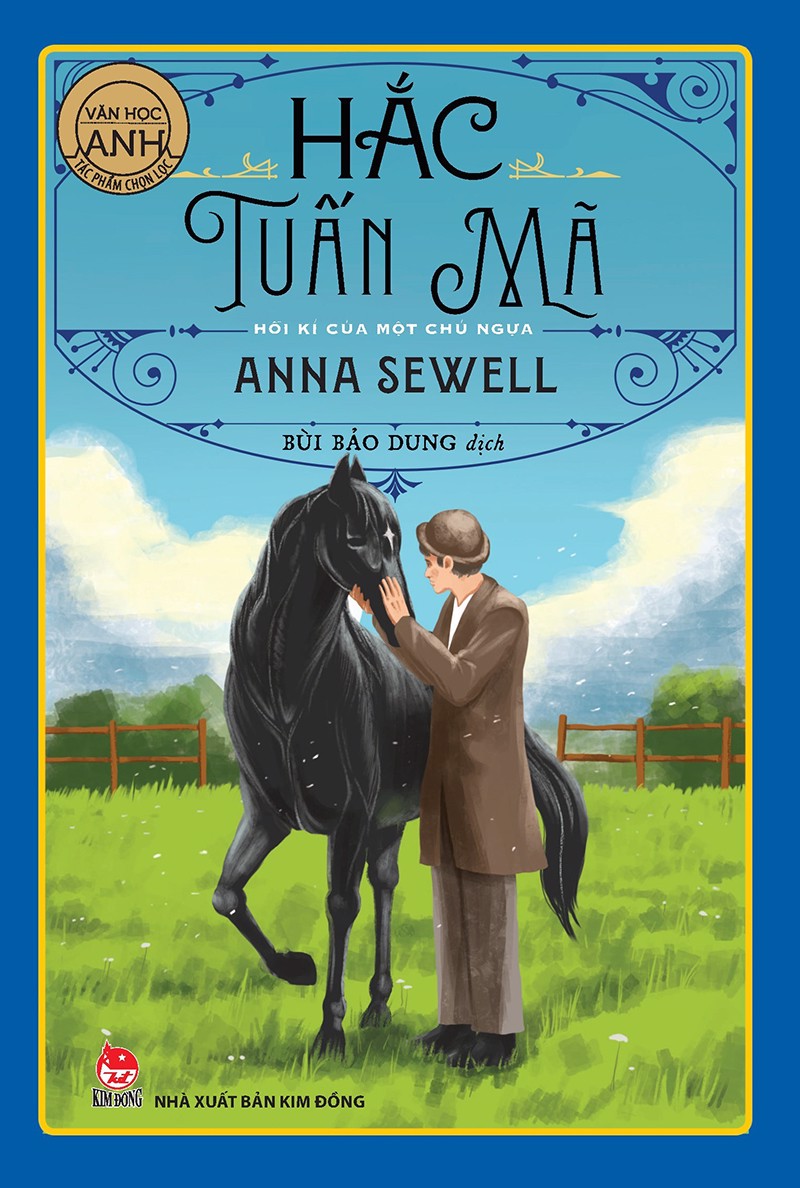 VĂN HỌC
ANH
TÁC PHẨM CHỌN LỌC
HẮC
TUẤN MÃ
HỒI KÍ CỦA MỘT CHÚ NGỰA
ANNA SEWELL
BÙI BẢO DUNG dịch
KIM ĐỒNG
NHÀ XUẤT BẢN KIM ĐỒNG